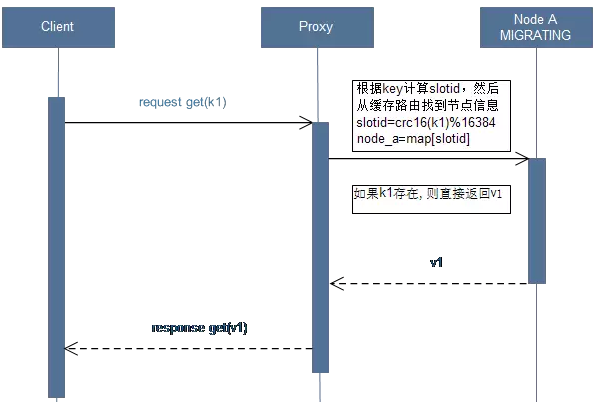 Client
Proxy
Node A
MIGRATING
request get(k1)
根据key计算slotid，然后
从缓存路由找到节点信息
slotid=crc16(k1)%16384
node_a=map[slotid]
如果k1存在,则直接返回v1
v1
response get(v1)